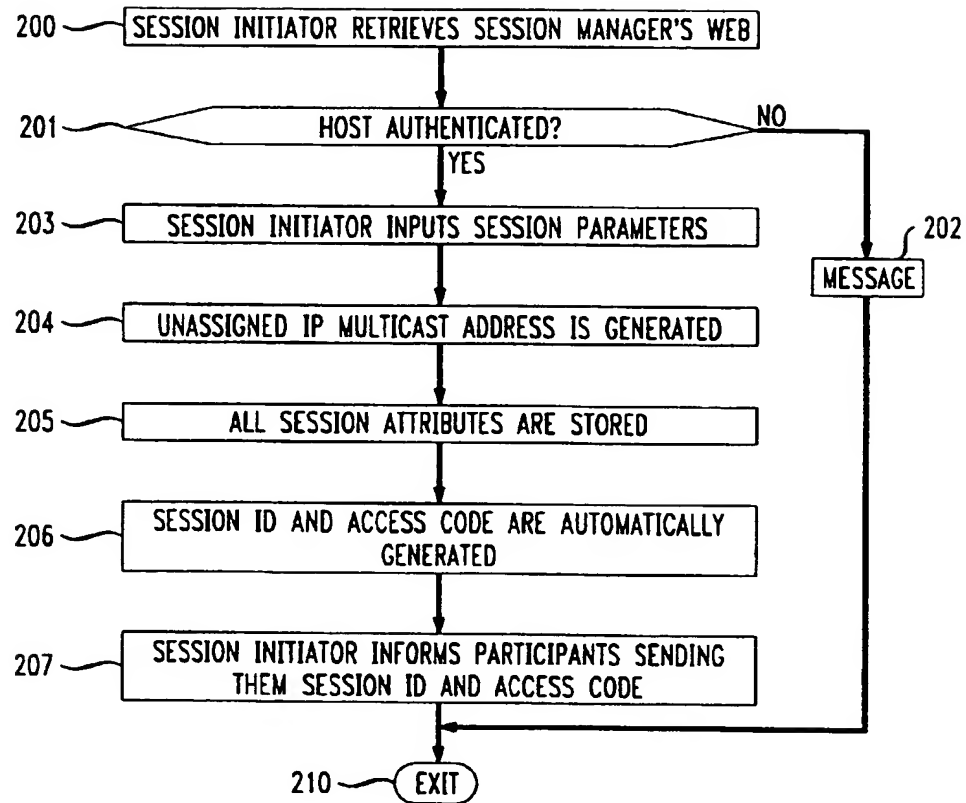 200 SESSION INITIATOR RETRIEVES SESSION MANAGER'S WEB
201 HOST AUTHENTICATED? NO
YES
203 SESSION INITIATOR INPUTS SESSION PARAMETERS
202
MESSAGE
204 UNASSIGNED IP MULTICAST ADDRESS IS GENERATED
205 ALL SESSION ATTRIBUTES ARE STORED
206 SESSION ID AND ACCESS CODE ARE AUTOMATICALLY
GENERATED
207 SESSION INITIATOR INFORMS PARTICIPANTS SENDING
THEM SESSION ID AND ACCESS CODE
210 EXIT